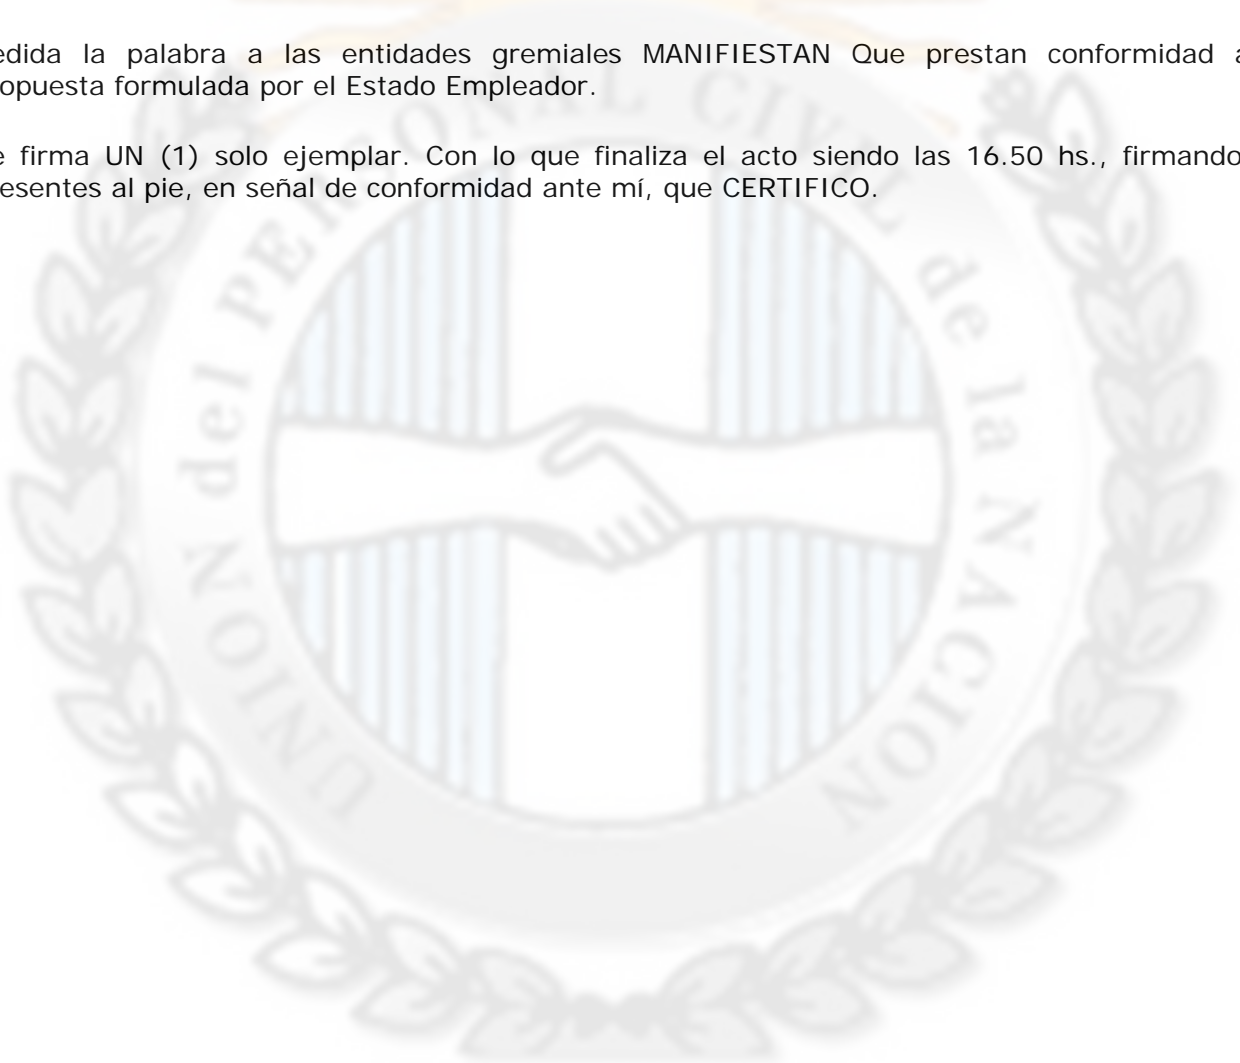 edida la palabra a las entidades gremiales MANIFIESTAN Que prestan conformidad a
opuesta formulada por el Estado Empleador.
e firma UN (1) solo ejemplar. Con lo que finaliza el acto siendo las 16.50 hs., firmando
esentes al pie, en señal de conformidad ante mí, que CERTIFICO.
UNION del PERSONAL CIVIL de la NACION